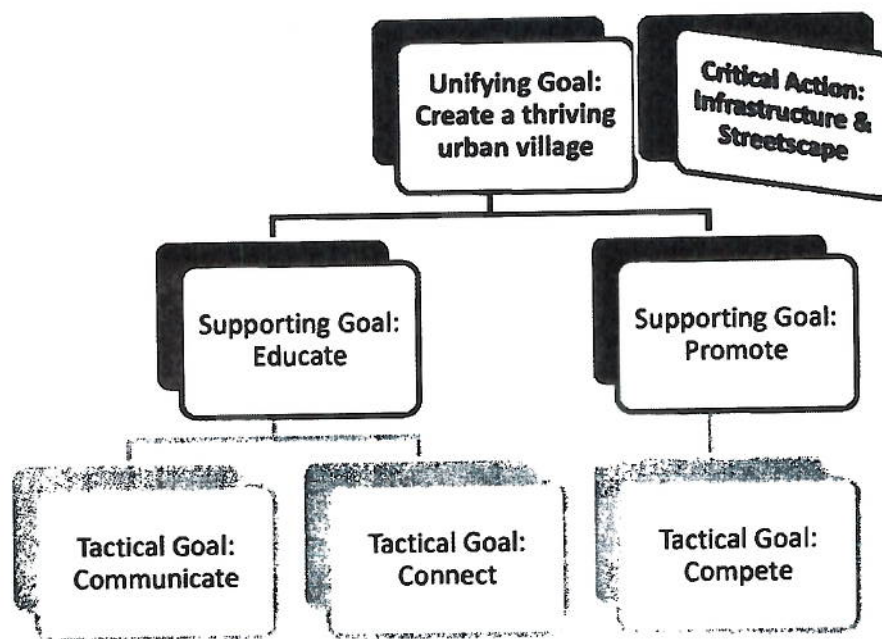 Unifying Goal:
Create a thriving
urban village
Critical Action:
Infrastructure &
Streetscape
Supporting Goal:
Educate
Supporting Goal:
Promote
Tactical Goal:
Communicate
Tactical Goal:
Connect
Tactical Goal:
Compete